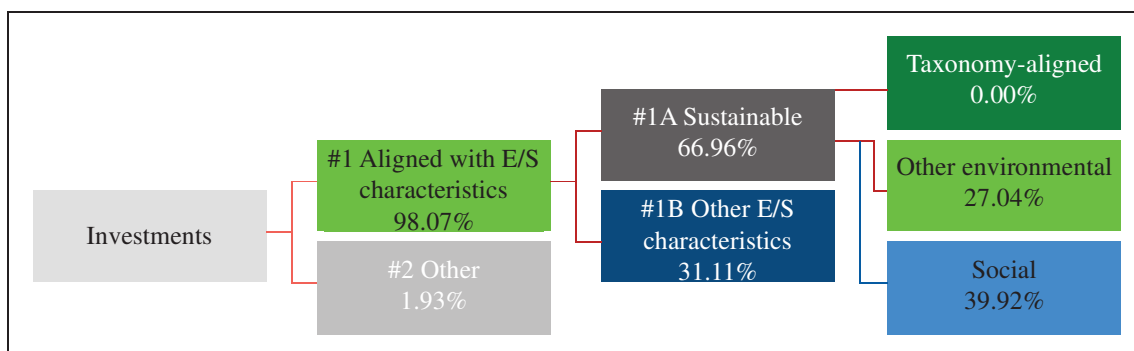 Investments
#1 Aligned with E/S
characteristics
98.07%
#2 Other
1.93%
#1A Sustainable
66.96%
#1B Other E/S
characteristics
31.11%
Taxonomy-aligned
0.00%
Other environmental
27.04%
Social
39.92%